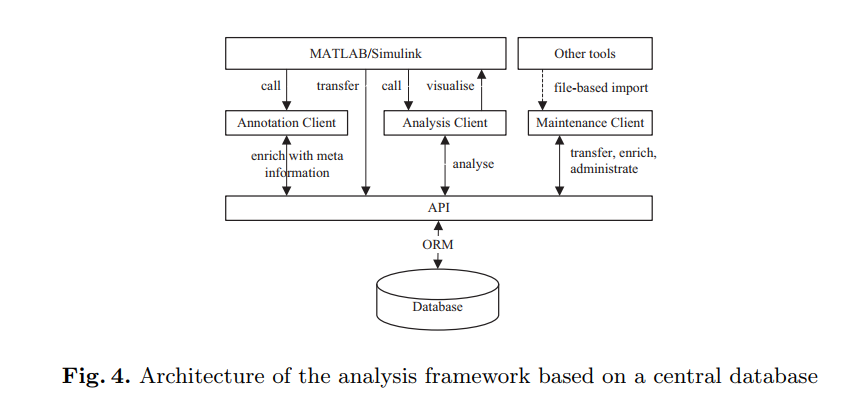 MATLAB/Simulink
Other tools
call
transfer
call
visualise
file-based import
Annotation Client
Analysis Client
Maintenance Client
enrich with meta
information
analyse
transfer, enrich,
administrate
API
ORM
Database
Fig. 4. Architecture of the analysis framework based on a central database